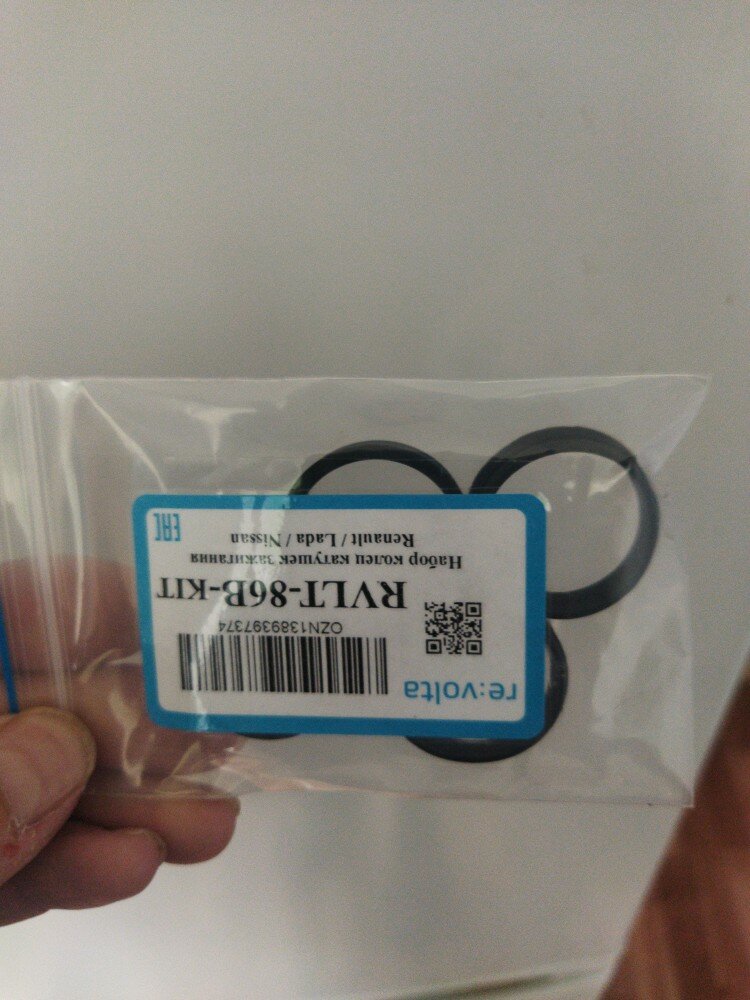 re:volta
OZN1389397374
RVLT-86B-KIT
Набор колец катушек зажигания
Renault / Lada / Nissan
EAC